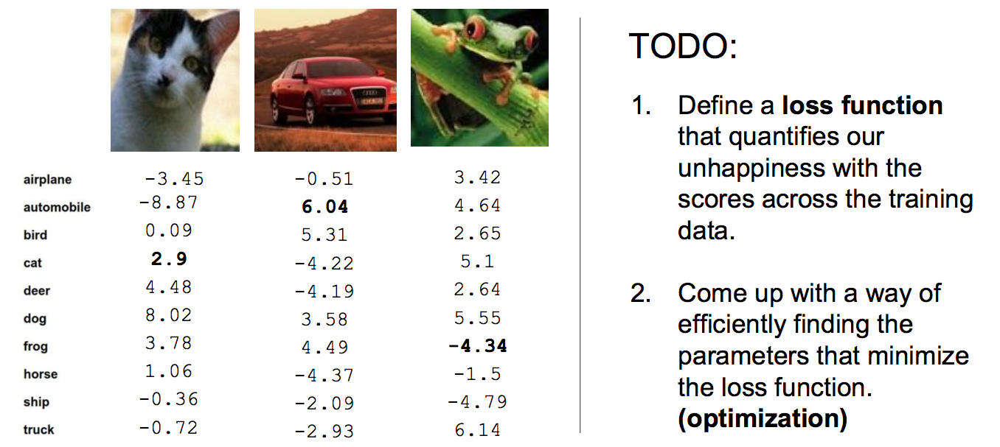 airplane -3.45 -0.51 3.42
automobile -8.87 6.04 4.64
bird 0.09 5.31 2.65
cat 2.9 -4.22 5.1
deer 4.48 -4.19 2.64
dog 8.02 3.58 5.55
frog 3.78 4.49 -4.34
horse 1.06 -4.37 -1.5
ship -0.36 -2.09 -4.79
truck -0.72 -2.93 6.14
TODO:
1. Define a loss function
that quantifies our
unhappiness with the
scores across the training
data.
2. Come up with a way of
efficiently finding the
parameters that minimize
the loss function.
(optimization)